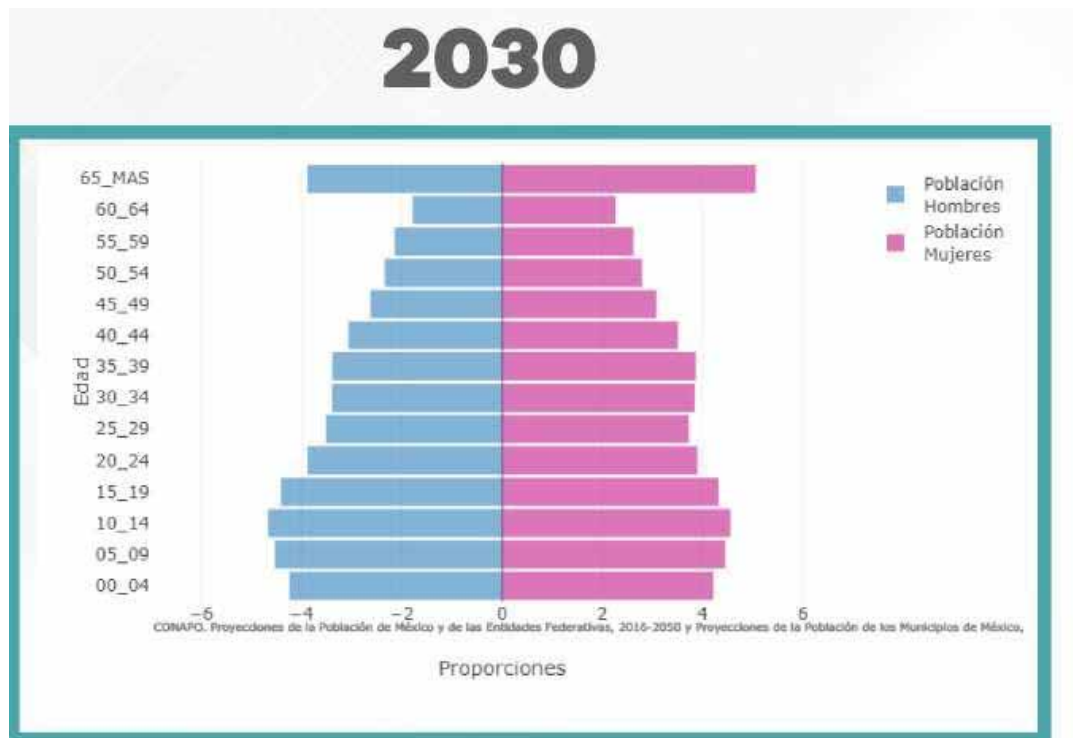 2030
65_MAS
60_64
55_59
50_54
45_49
40_44
35_39
30_34
25_29
20_24
15_19
10_14
05_09
00_04
Edad
Población
Hombres
Población
Mujeres
−6 −4 −2 0 2 4 6
CONAPO. Proyecciones de la Población de México y de las Entidades Federativas, 2016-2050 y Proyecciones de la Población de los Municipios de México,
Proporciones